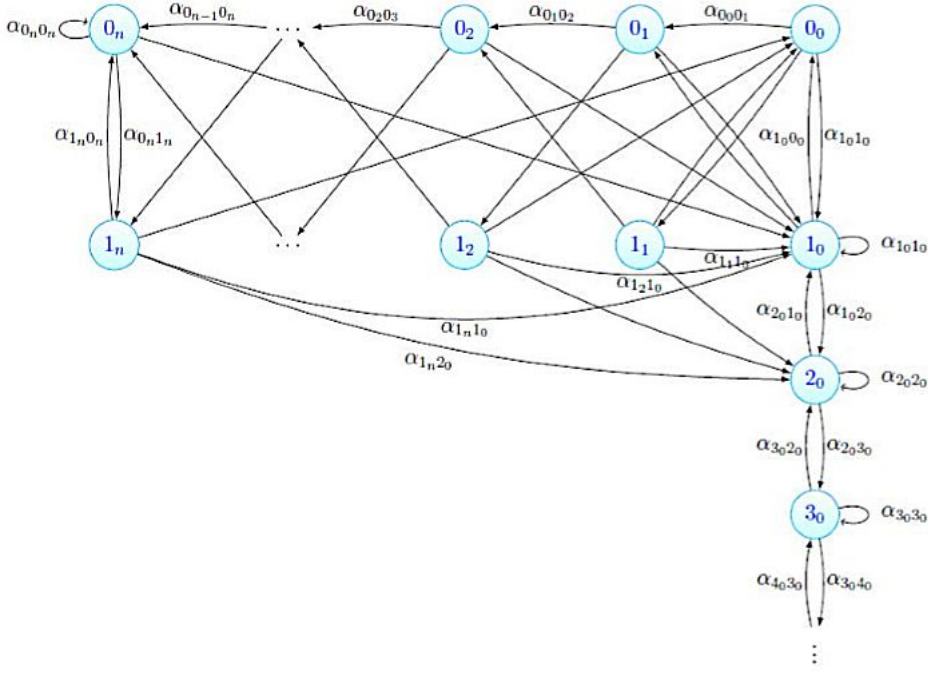 α₀ₙ₀ₙ 0ₙ α₀ₙ₋₁₀ₙ ... α₀₂₀₃ 0₂ α₀₁₀₂ 0₁ α₀₀₀₁ 0₀
α₁ₙ₀ₙ α₀ₙ₁ₙ α₁₀₀₀ α₁₀₁₀
1ₙ ... 1₂ 1₁ 1₀ α₁₀₁₀
α₁₁₁₀
α₁₂₁₀
α₂₀₁₀ α₁₀₂₀
α₁ₙ₁₀
α₁ₙ₂₀
2₀ α₂₀₂₀
α₃₀₂₀ α₂₀₃₀
3₀ α₃₀₃₀
α₄₀₃₀ α₃₀₄₀
⋮